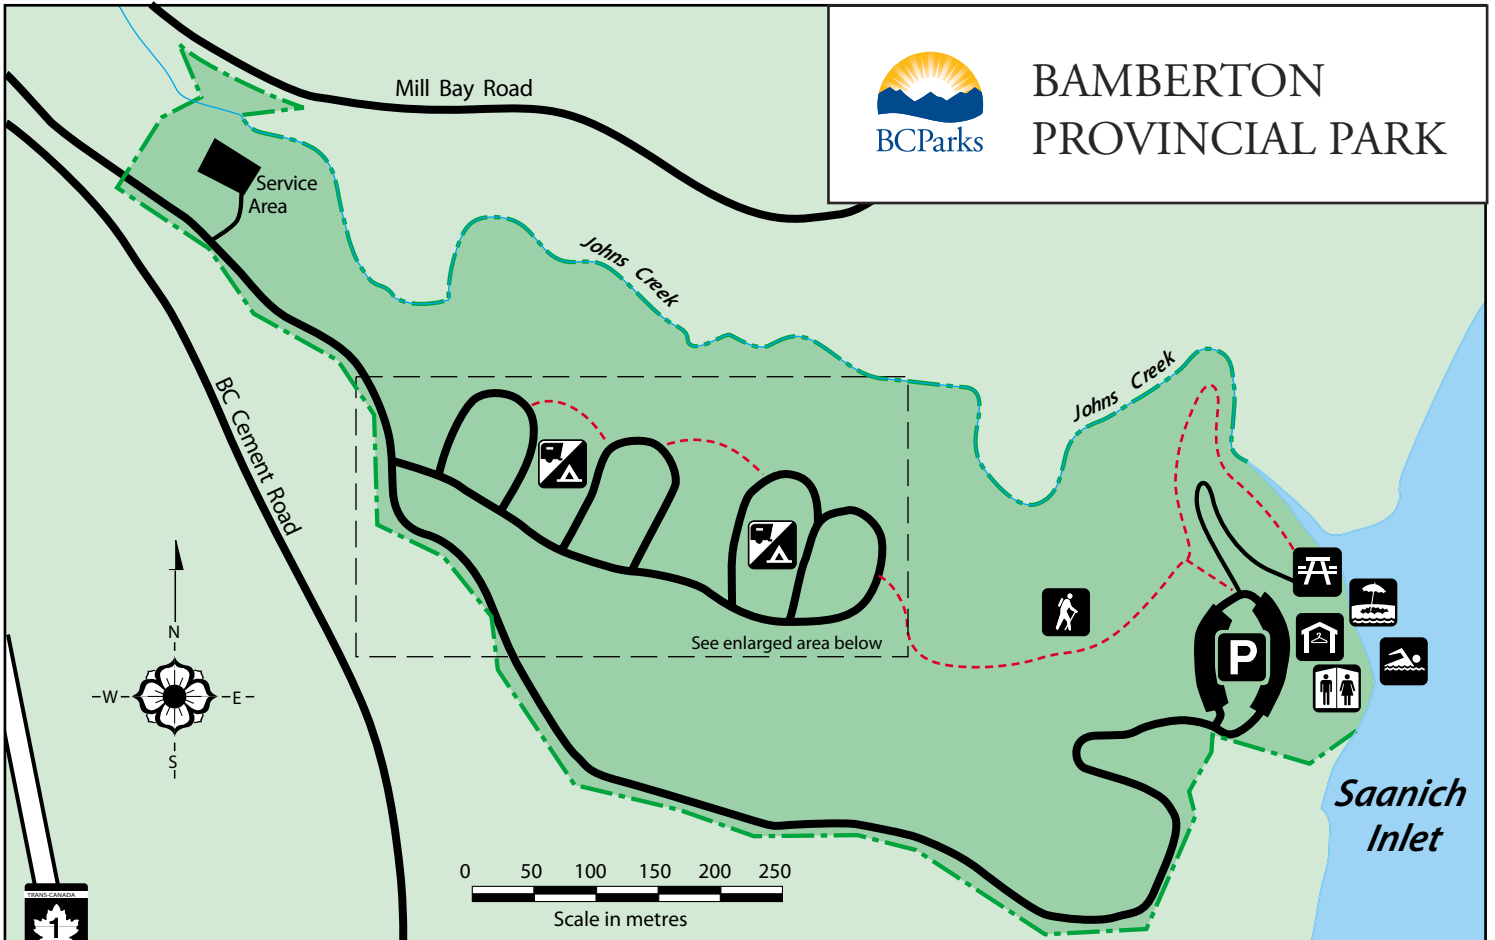 BAMBERTON
PROVINCIAL PARK
BCParks
Mill Bay Road
Service
Area
Johns Creek
Johns Creek
BC Cement Road
See enlarged area below
P
N
W
E
S
Saanich
Inlet
0 50 100 150 200 250
Scale in metres
TRANS-CANADA
1